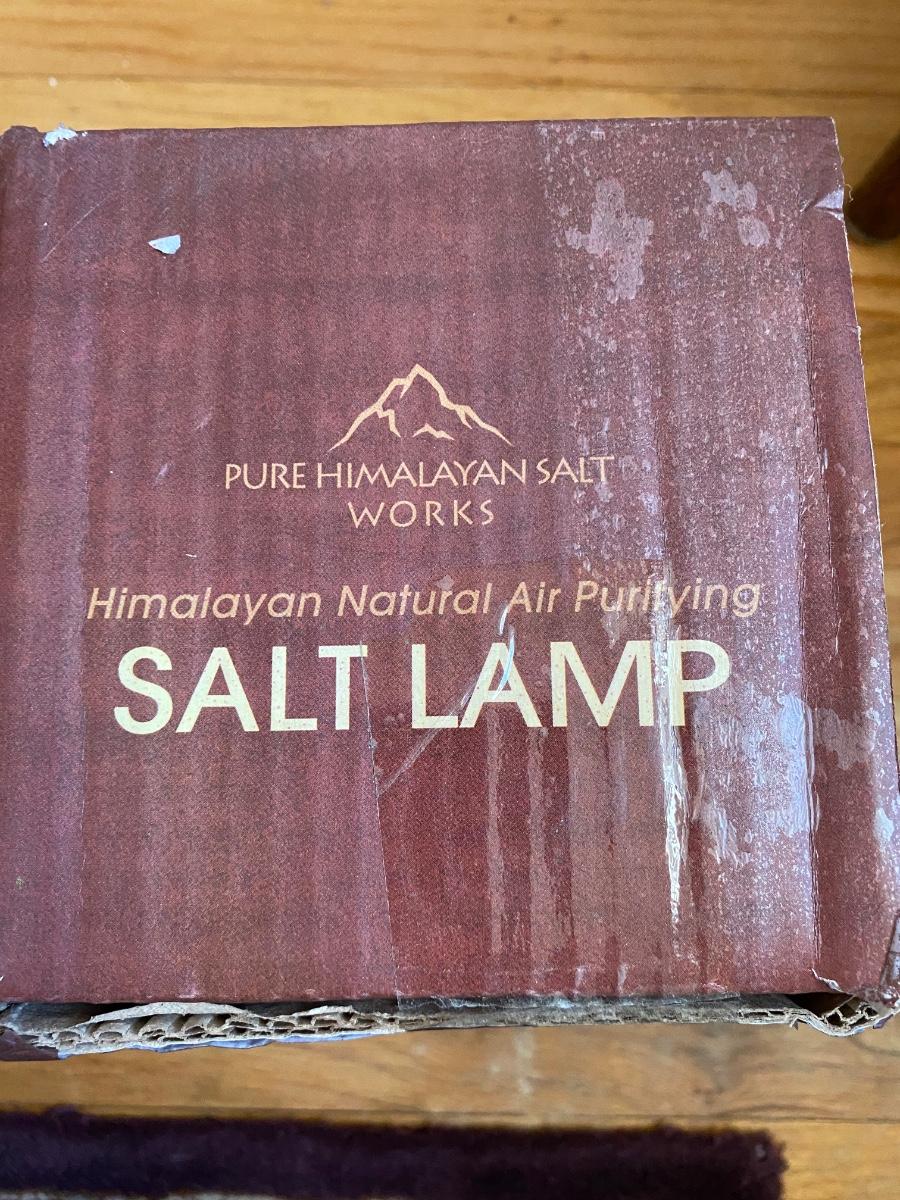 PURE HIMALAYAN SALT
WORKS
Himalayan Natural Air Purifying
SALT LAMP